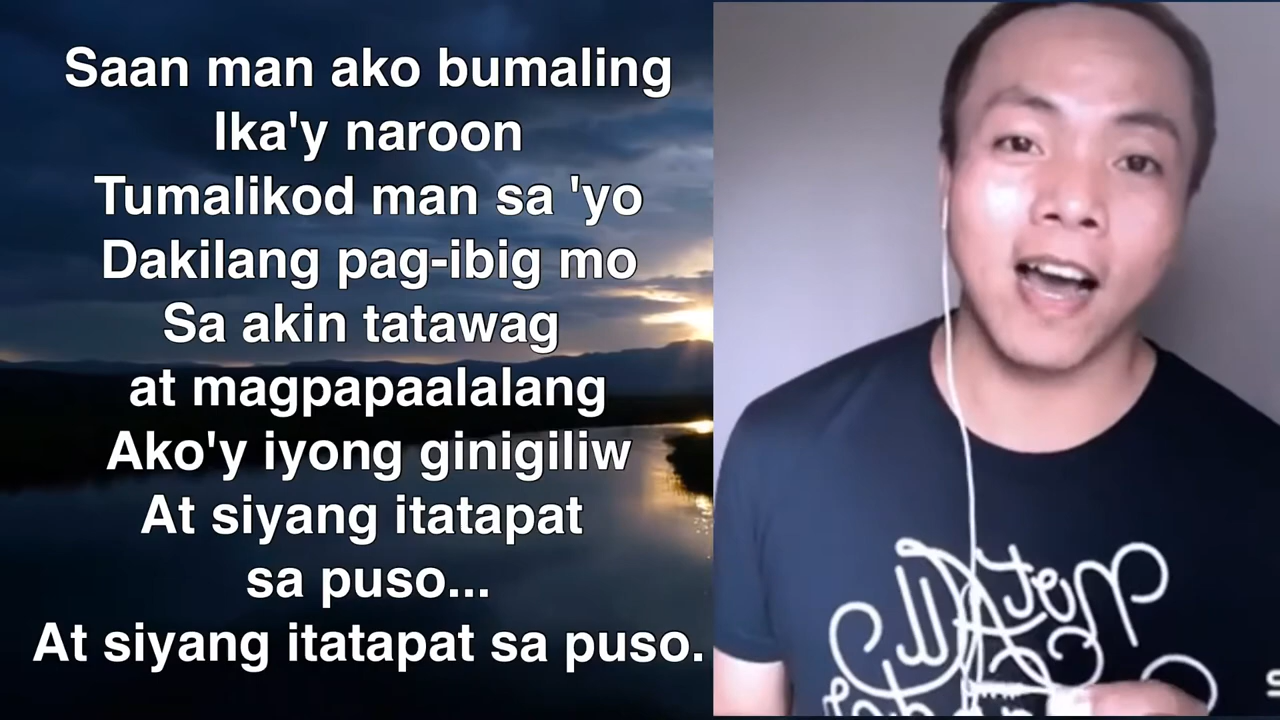 Saan man ako bumaling
Ika'y naroon
Tumalikod man sa 'yo
Dakilang pag-ibig mo
Sa akin tatawag
at magpapaalalang
Ako'y iyong ginigiliw
At siyang itatapat
sa puso...
At siyang itatapat sa puso.